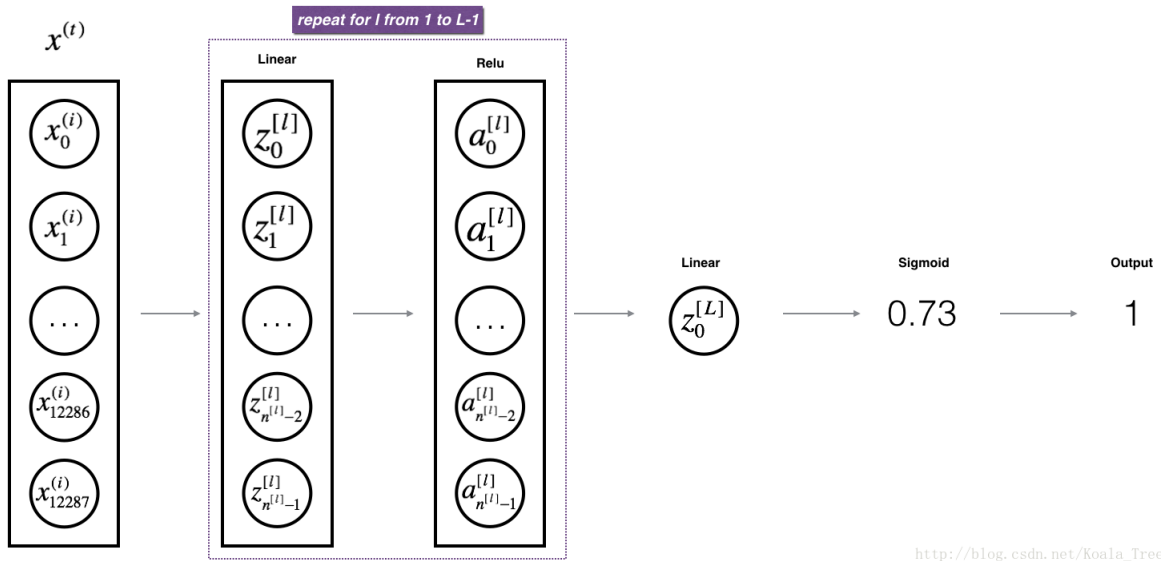 repeat for l from 1 to L-1
x^{(t)}
Linear
Relu
x_0^{(i)}
z_0^{[l]}
a_0^{[l]}
x_1^{(i)}
z_1^{[l]}
a_1^{[l]}
Linear
Sigmoid
Output
...
...
...
z_0^{[L]}
0.73
1
x_{12286}^{(i)}
z_{n^{[l]}-2}^{[l]}
a_{n^{[l]}-2}^{[l]}
x_{12287}^{(i)}
z_{n^{[l]}-1}^{[l]}
a_{n^{[l]}-1}^{[l]}
http://blog.csdn.net/Koala_Tree